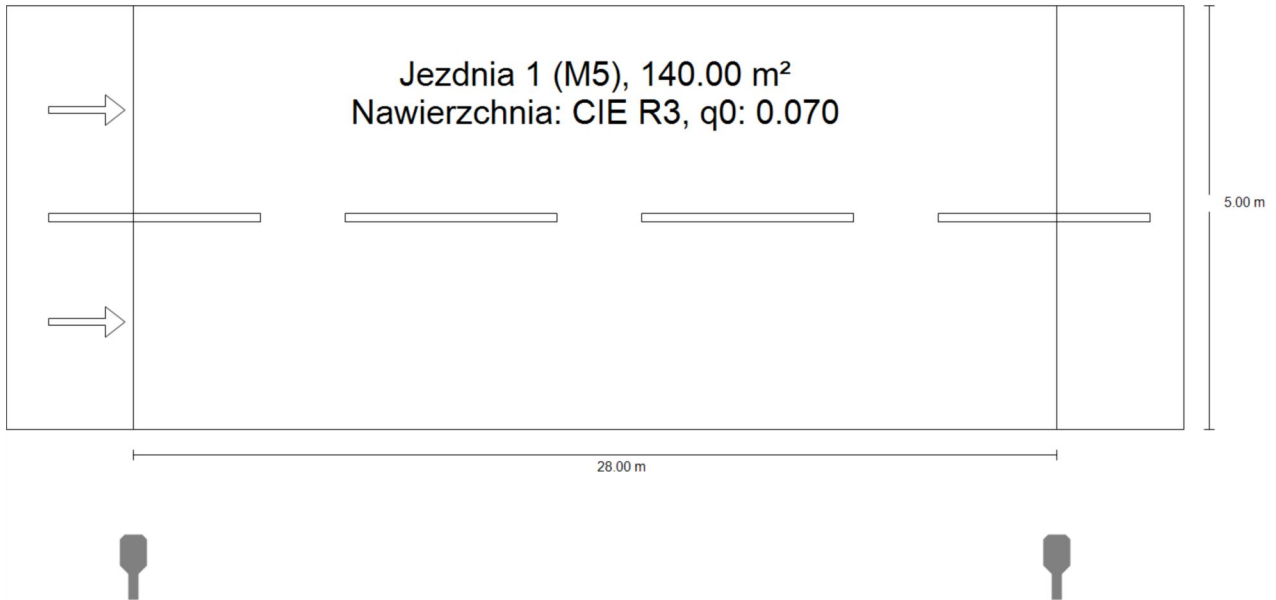 Jezdnia 1 (M5), 140.00 m²
Nawierzchnia: CIE R3, q0: 0.070
5.00 m
28.00 m